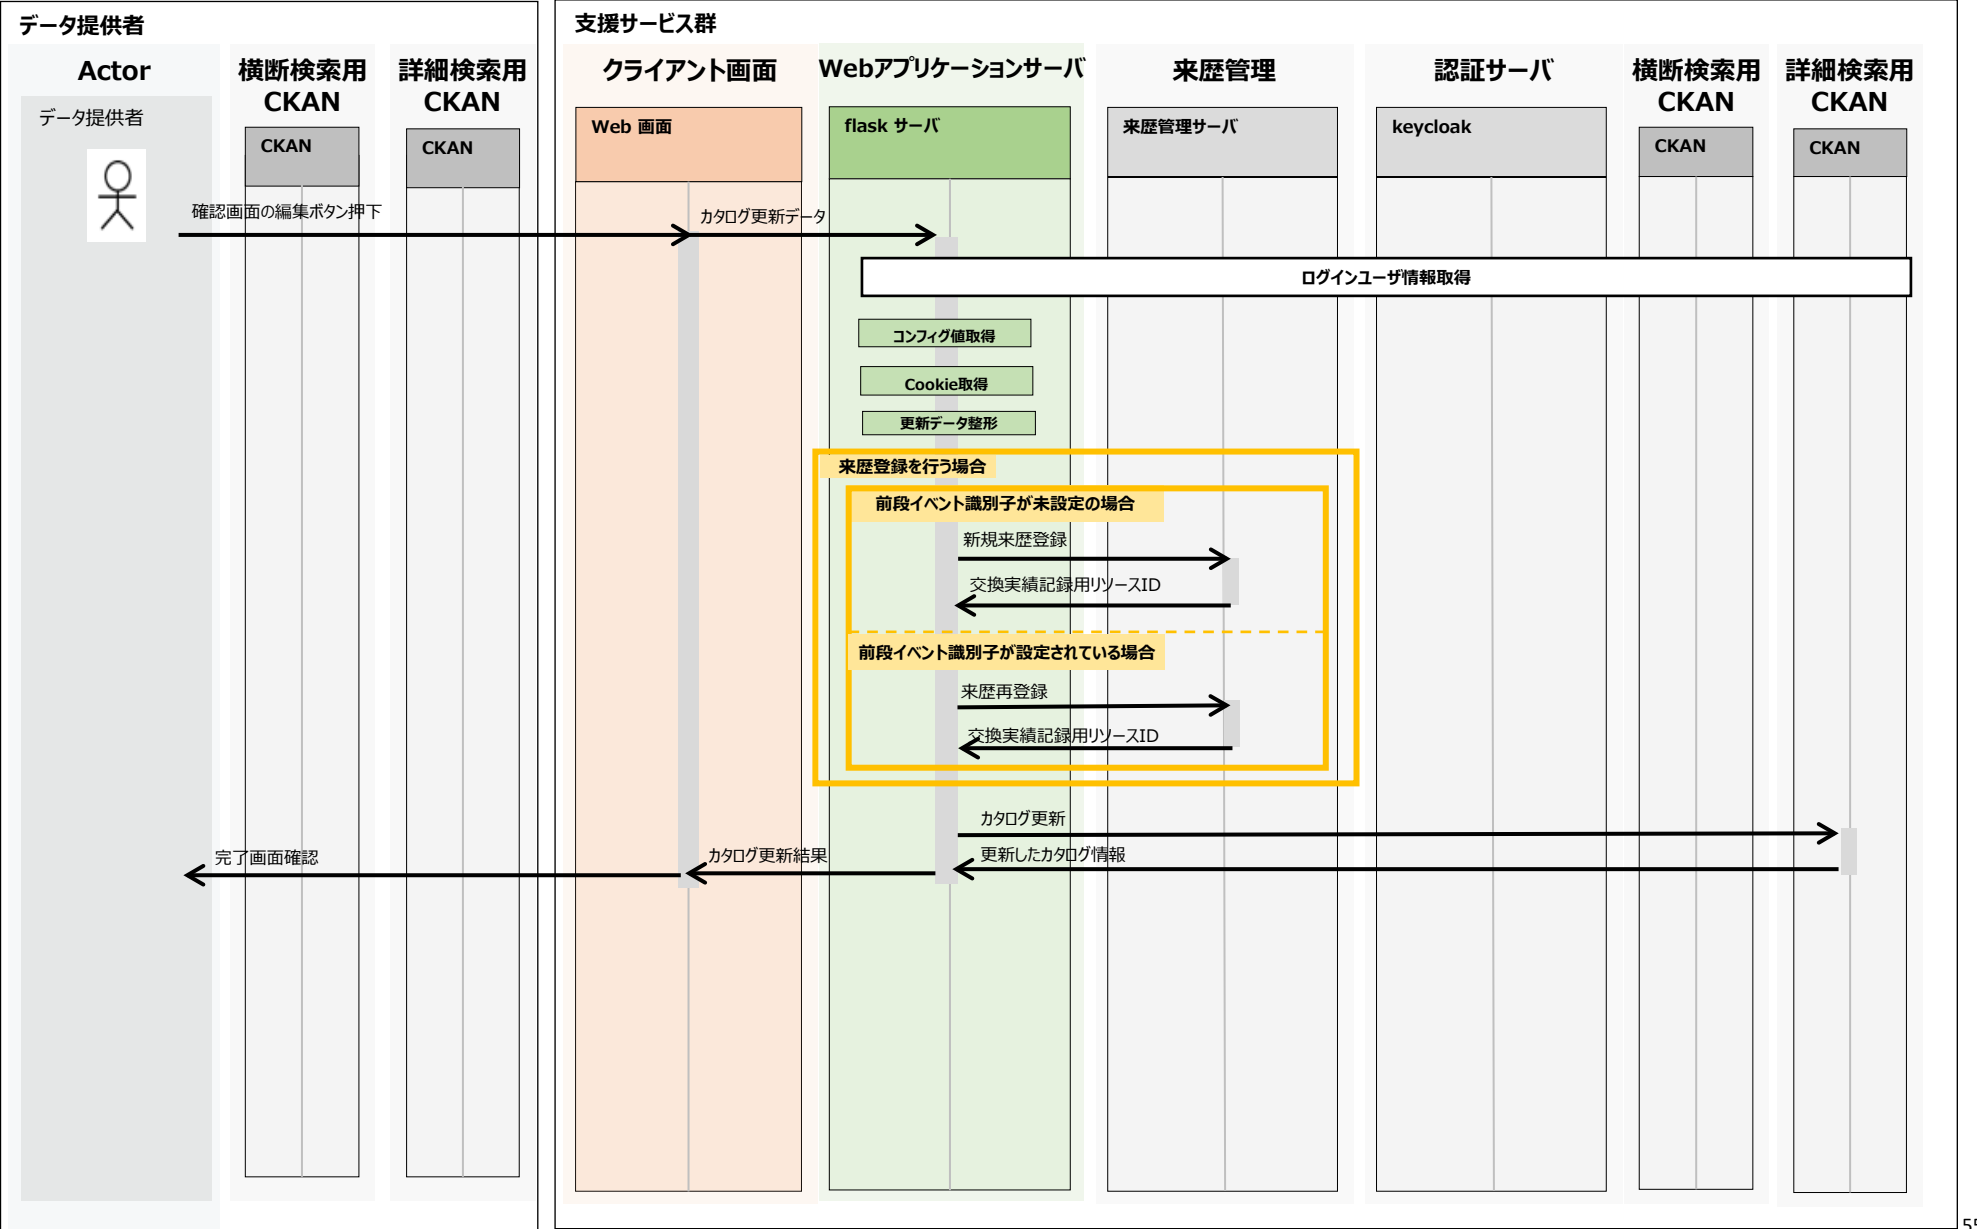 データ提供者
支援サービス群
Actor
横断検索用
CKAN
詳細検索用
CKAN
クライアント画面
Webアプリケーションサーバ
来歴管理
認証サーバ
横断検索用
CKAN
詳細検索用
CKAN
データ提供者
CKAN
CKAN
Web 画面
flask サーバ
来歴管理サーバ
keycloak
CKAN
CKAN
確認画面の編集ボタン押下
カタログ更新データ
ログインユーザ情報取得
コンフィグ値取得
Cookie取得
更新データ整形
来歴登録を行う場合
前段イベント識別子が未設定の場合
新規来歴登録
交換実績記録用リソースID
前段イベント識別子が設定されている場合
来歴再登録
交換実績記録用リソースID
カタログ更新
更新したカタログ情報
カタログ更新結果
完了画面確認